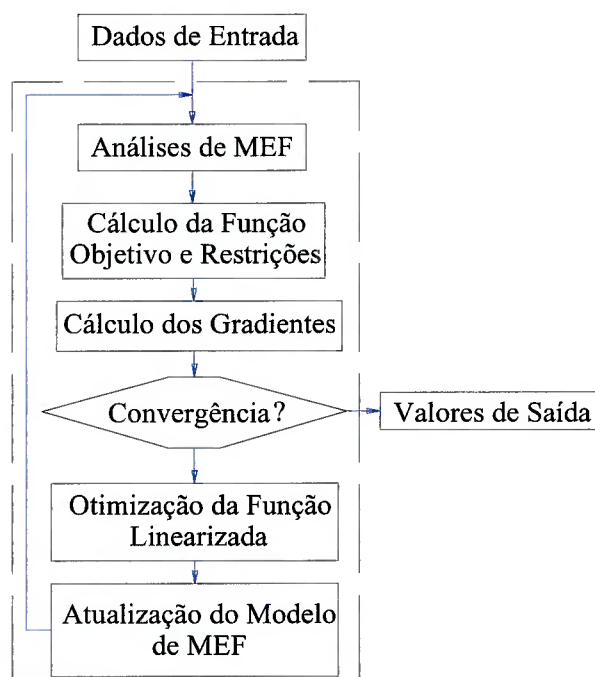 Dados de Entrada
Análises de MEF
Cálculo da Função
Objetivo e Restrições
Cálculo dos Gradientes
Convergência?
Valores de Saída
Otimização da Função
Linearizada
Atualização do Modelo
de MEF